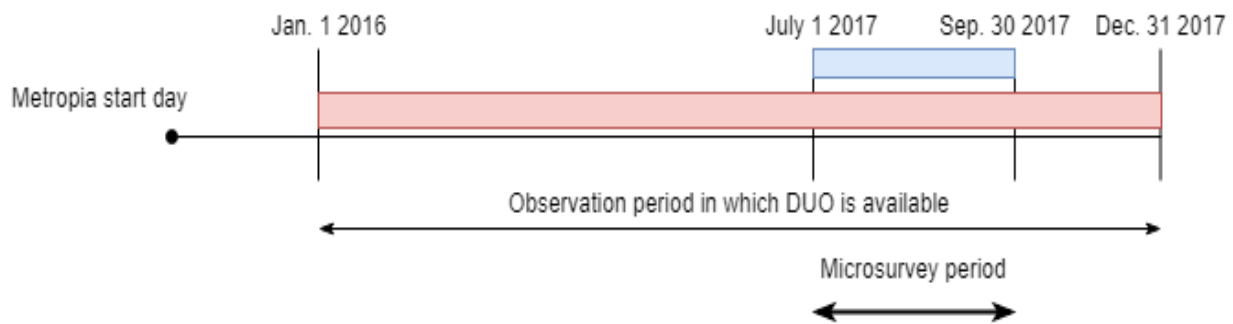 Jan. 1 2016
July 1 2017
Sep. 30 2017
Dec. 31 2017
Metropia start day
Observation period in which DUO is available
Microsurvey period